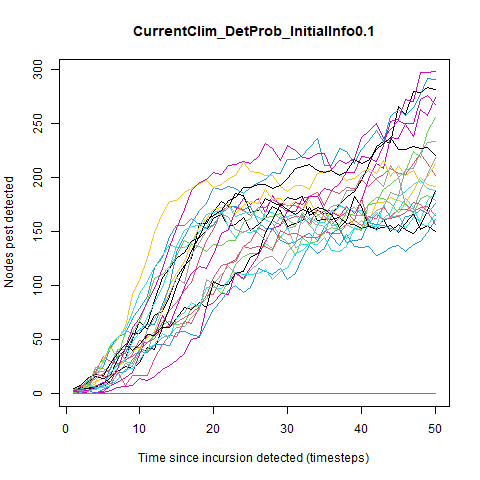 CurrentClim_DetProb_InitialInfo0.1
Nodes pest detected
300
250
200
150
100
50
0
0 10 20 30 40 50
Time since incursion detected (timesteps)